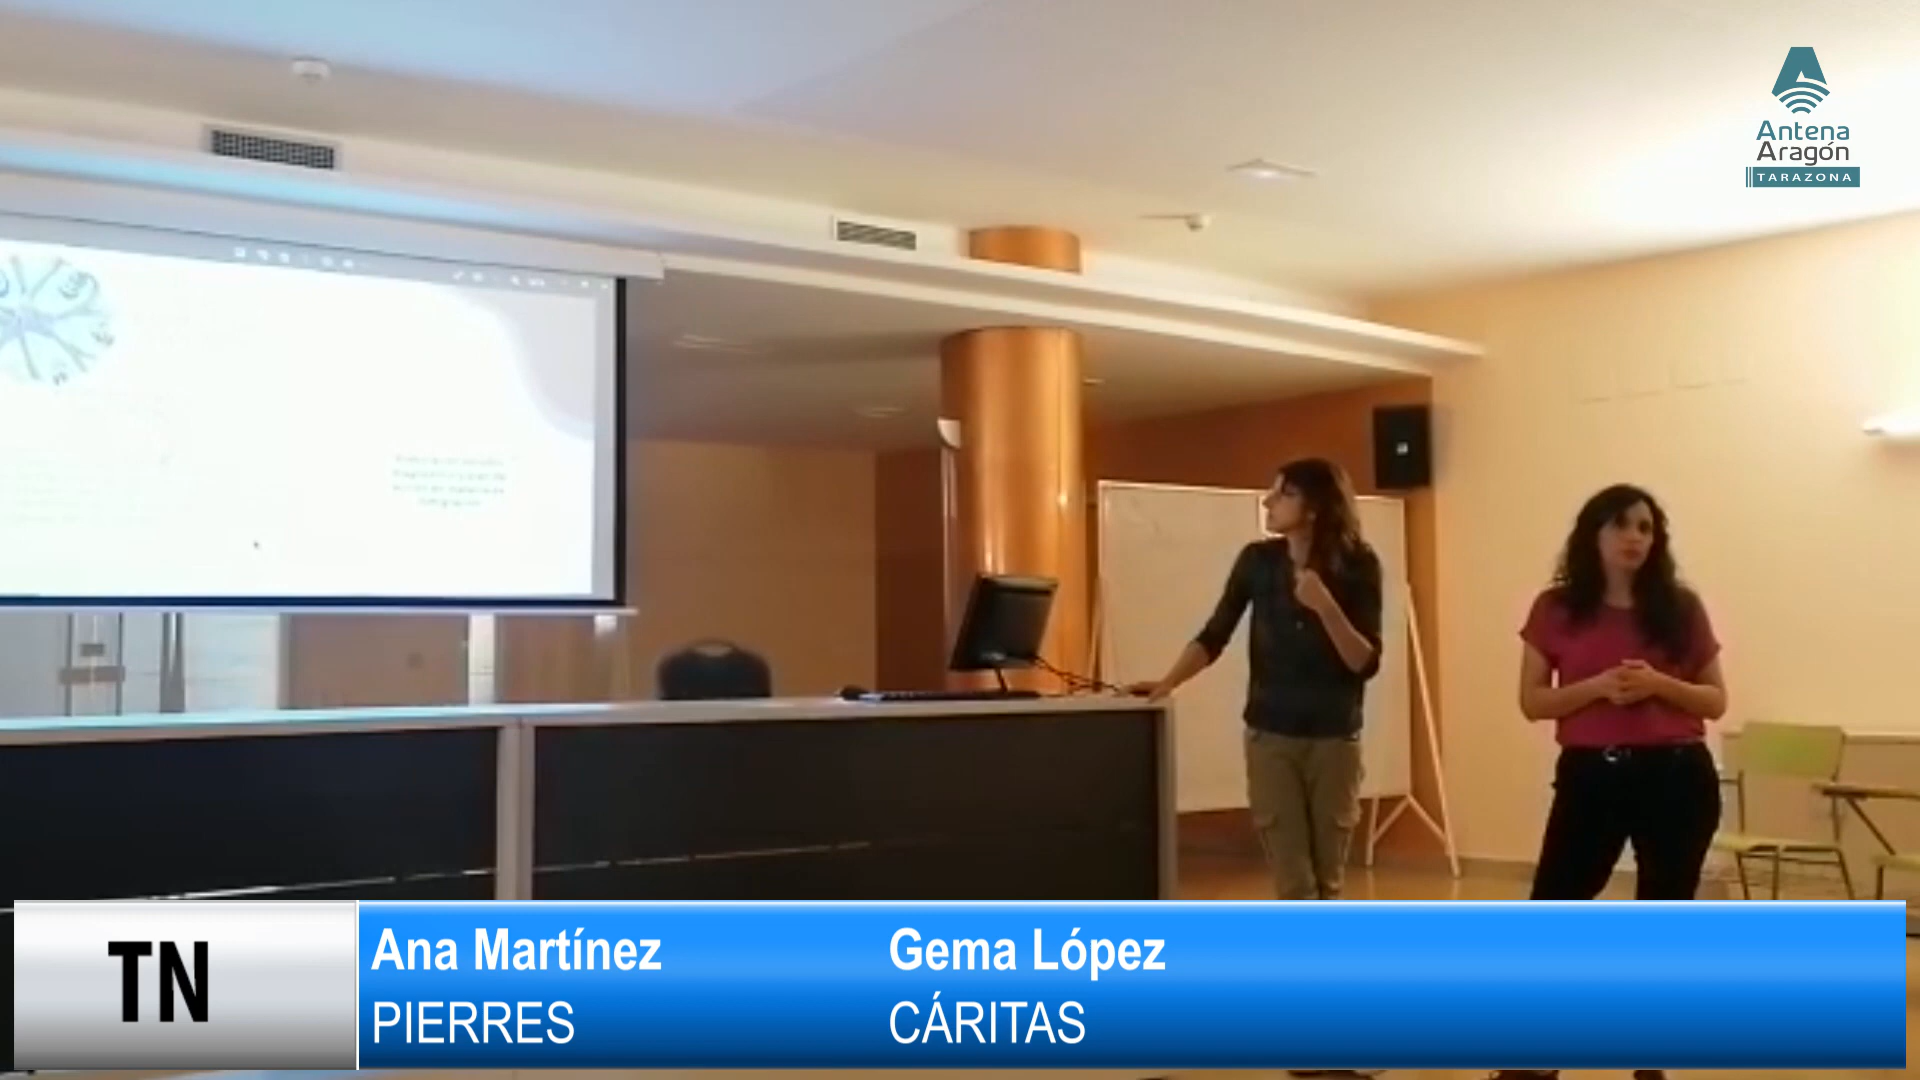 Antena
Aragón
TARAZONA
TN
Ana Martínez
PIERRES
Gema López
CÁRITAS